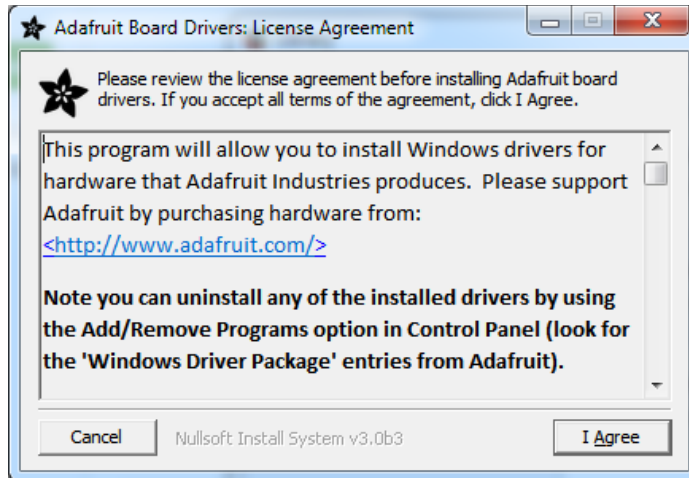 Adafruit Board Drivers: License Agreement
Please review the license agreement before installing Adafruit board
drivers. If you accept all terms of the agreement, click I Agree.
This program will allow you to install Windows drivers for
hardware that Adafruit Industries produces.  Please support
Adafruit by purchasing hardware from:
<http://www.adafruit.com/>
Note you can uninstall any of the installed drivers by using
the Add/Remove Programs option in Control Panel (look for
the 'Windows Driver Package' entries from Adafruit).
Cancel
Nullsoft Install System v3.0b3
I Agree